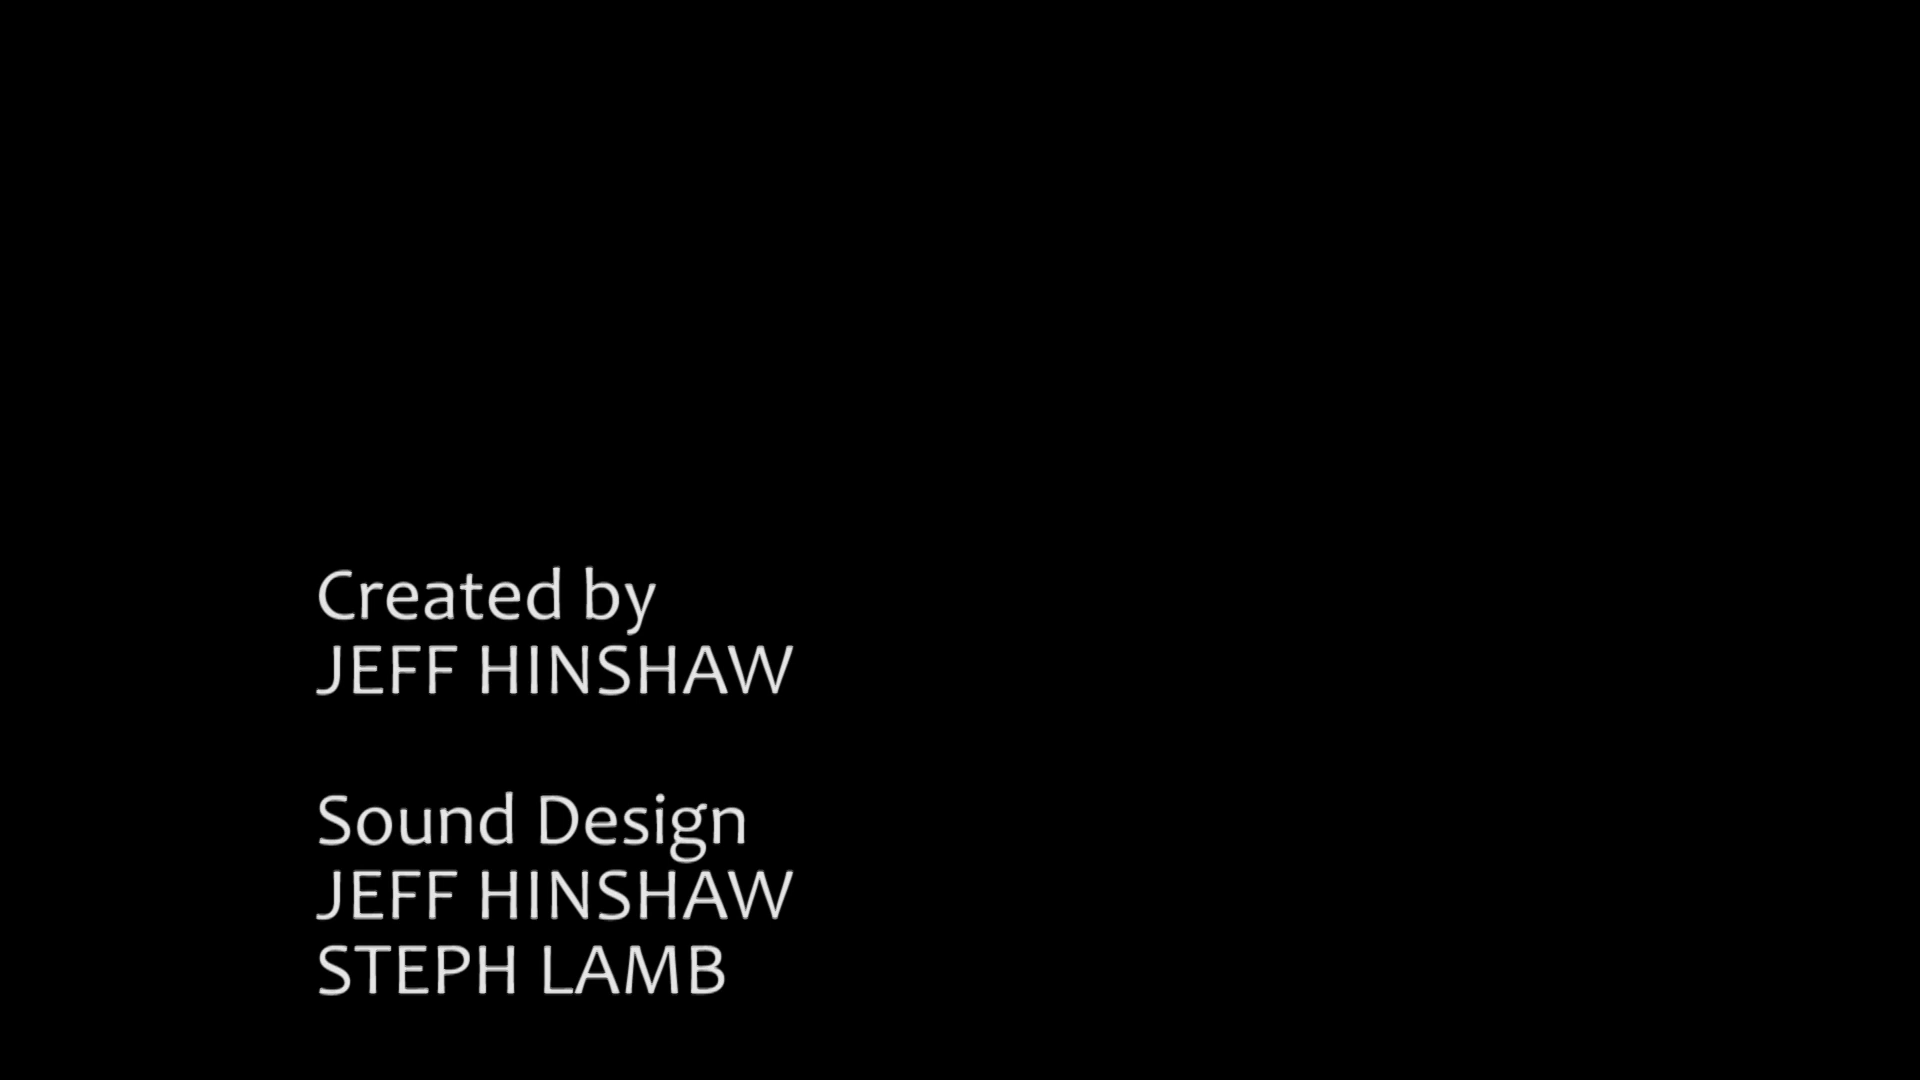 Created by
JEFF HINSHAW
Sound Design
JEFF HINSHAW
STEPH LAMB